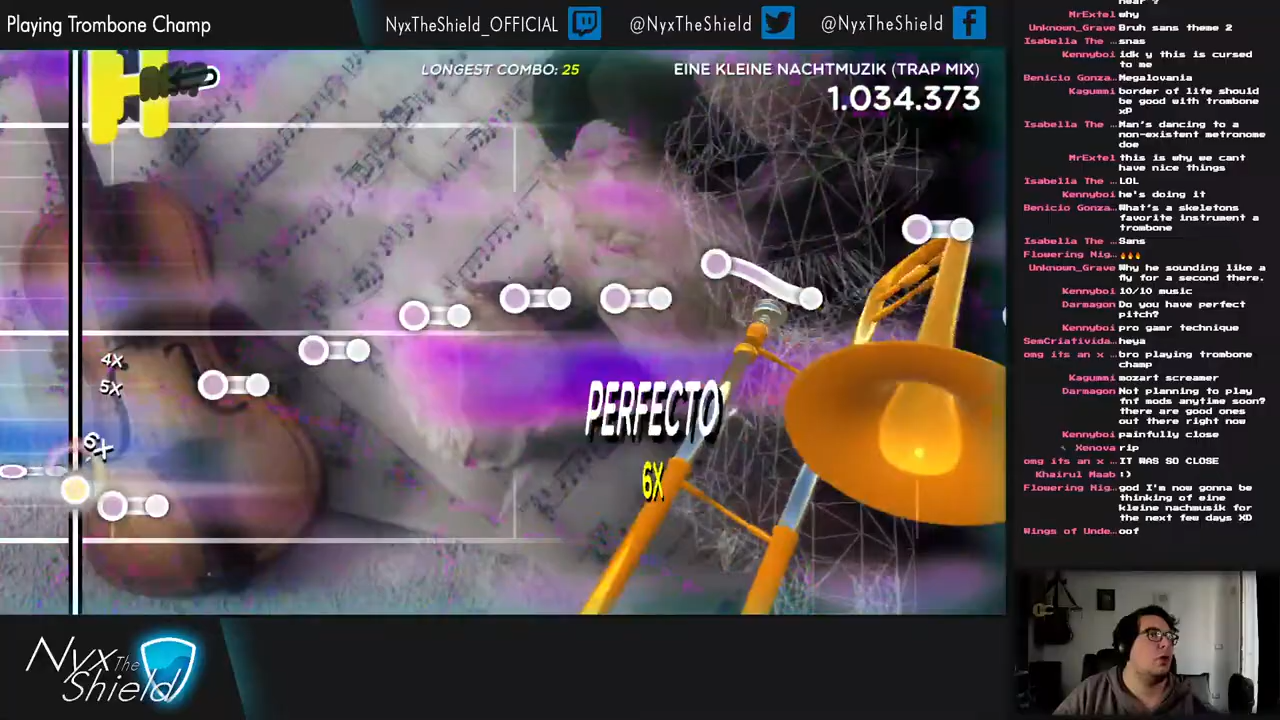 Playing Trombone Champ
NyxTheShield_OFFICIAL
@NyxTheShield
@NyxTheShield
LONGEST COMBO: 25
EINE KLEINE NACHTMUZIK (TRAP MIX)
1.034.373
4X
5X
6X
PERFECTO
6X
Nyx The
Shield
MrExtel why
Unknown_Grave Bruh sans theme 2
Isabella The ... snas
Kennyboi idk y this is cursed
to me
Benicio Gonza... Megalovania
Kagummi border of life should
be good with trombone
xP
Isabella The ... Man's dancing to a
non-existent metronome
doe
MrExtel this is why we cant
have nice things
Isabella The ... LOL
Kennyboi he's doing it
Benicio Gonza... What's a skeletons
favorite instrument a
trombone
Isabella The ... Sans
Flowering Nig... 🔥🔥🔥
Unknown_Grave Why he sounding like a
fly for a second there.
Kennyboi 10/10 music
Darmagon Do you have perfect
pitch?
Kennyboi pro gamr technique
SemCriativida... heya
omg its an x ... bro playing trombone
champ
Kagummi mozart screamer
Darmagon Not planning to play
fnf mods anytime soon?
there are good ones
out there right now
Kennyboi painfully close
Xenova rip
omg its an x ... IT WAS SO CLOSE
Khairul Maab :)
Flowering Nig... god I'm now gonna be
thinking of eine
kleine nachmusik for
the next few days XD
Wings of Unde... oof